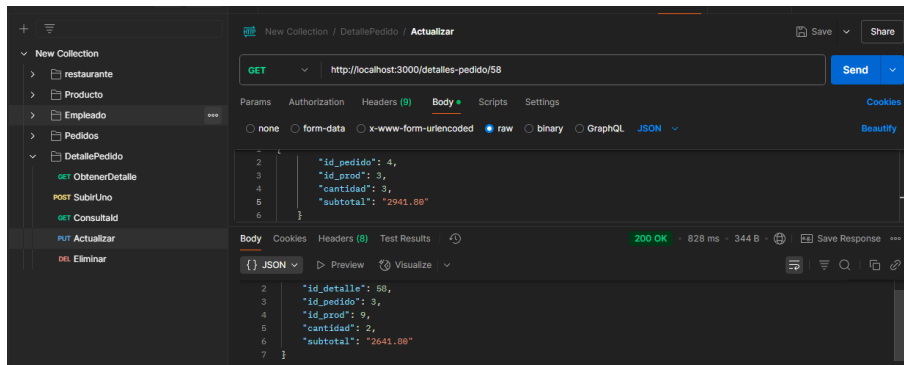 New Collection / DetallePedido / Actualizar
Save
Share
New Collection
restaurante
Producto
Empleado
Pedidos
DetallePedido
GET ObtenerDetalle
POST SubirUno
GET ConsultaId
PUT Actualizar
DEL Eliminar
GET http://localhost:3000/detalles-pedido/58
Send
Params Authorization Headers (9) Body Scripts Settings Cookies
none form-data x-www-form-urlencoded raw binary GraphQL JSON Beautify
2 "id_pedido": 4,
3 "id_prod": 3,
4 "cantidad": 3,
5 "subtotal": "2941.80"
6 }
Body Cookies Headers (8) Test Results 200 OK 828 ms 344 B Save Response
{} JSON Preview Visualize
2 "id_detalle": 58,
3 "id_pedido": 3,
4 "id_prod": 9,
5 "cantidad": 2,
6 "subtotal": "2641.80"
7 }